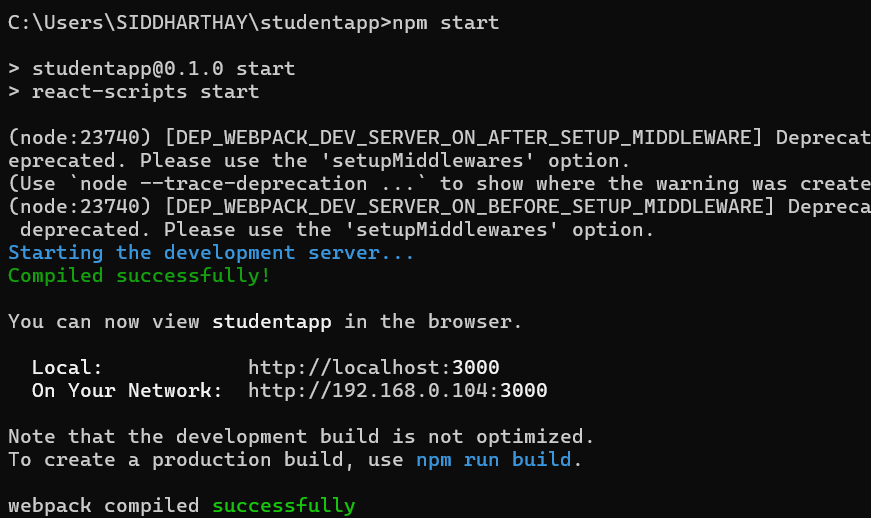 C:\Users\SIDDHARTHAY\studentapp>npm start
> studentapp@0.1.0 start
> react-scripts start
(node:23740) [DEP_WEBPACK_DEV_SERVER_ON_AFTER_SETUP_MIDDLEWARE] Deprecat
eprecated. Please use the 'setupMiddlewares' option.
(Use `node --trace-deprecation ...` to show where the warning was create
(node:23740) [DEP_WEBPACK_DEV_SERVER_ON_BEFORE_SETUP_MIDDLEWARE] Depreca
 deprecated. Please use the 'setupMiddlewares' option.
Starting the development server...
Compiled successfully!
You can now view studentapp in the browser.
  Local:            http://localhost:3000
  On Your Network:  http://192.168.0.104:3000
Note that the development build is not optimized.
To create a production build, use npm run build.
webpack compiled successfully